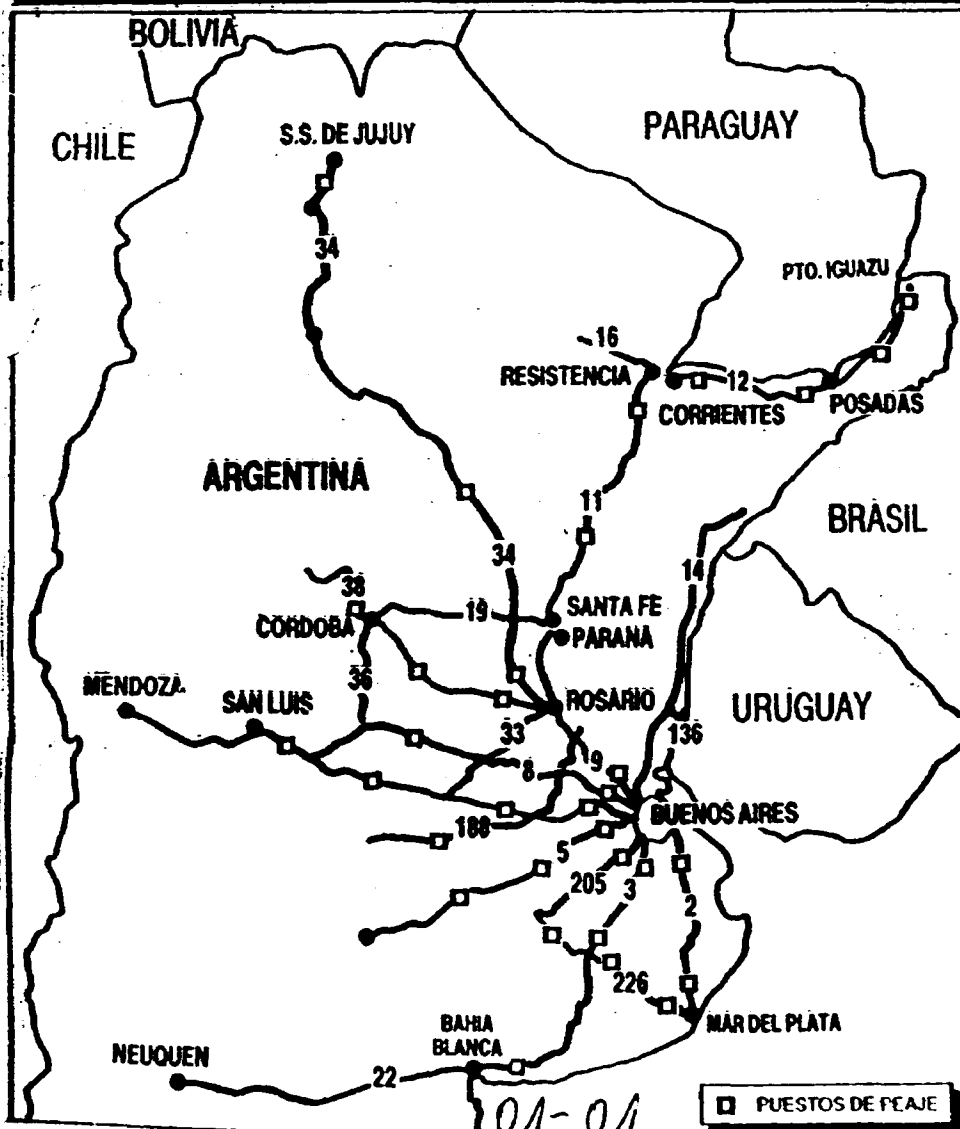 BOLIVIA
CHILE
S.S. DE JUJUY
PARAGUAY
34
PTO. IGUAZU
16
RESISTENCIA
12
CORRIENTES
POSADAS
ARGENTINA
11
BRASIL
34
14
38
19
SANTA FE
CORDOBA
PARANA
36
MENDOZA
SAN LUIS
ROSARIO
URUGUAY
33
136
8
9
BUENOS AIRES
188
5
205
3
2
226
MAR DEL PLATA
BAHIA
BLANCA
NEUQUEN
22
01-01
PUESTOS DE PEAJE